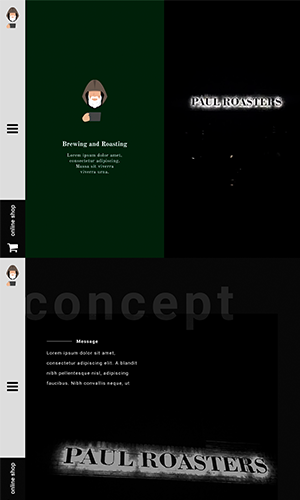 PAUL ROASTERS
Brewing and Roasting
Lorem ipsum dolor amet,
consectetur adipiscing.
Massa sit viverra
viverra urna.
online shop
concept
Message
Lorem ipsum dolor amet,
consectetur adipiscing elit. A blandit
nibh pellentesque nisl, adipiscing
faucibus. Nibh convallis neque, ut
PAUL ROASTERS
online shop